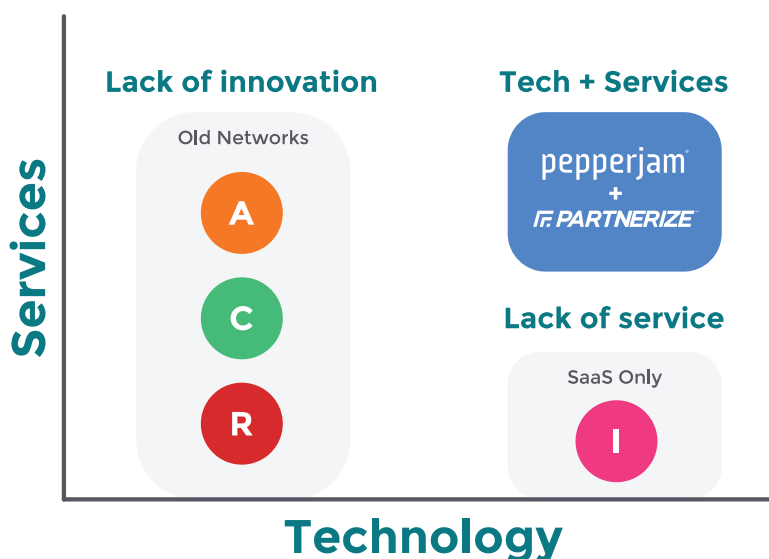 Services
Lack of innovation
Old Networks
A
C
R
Tech + Services
pepperjam
+
PARTNERIZE
Lack of service
SaaS Only
I
Technology